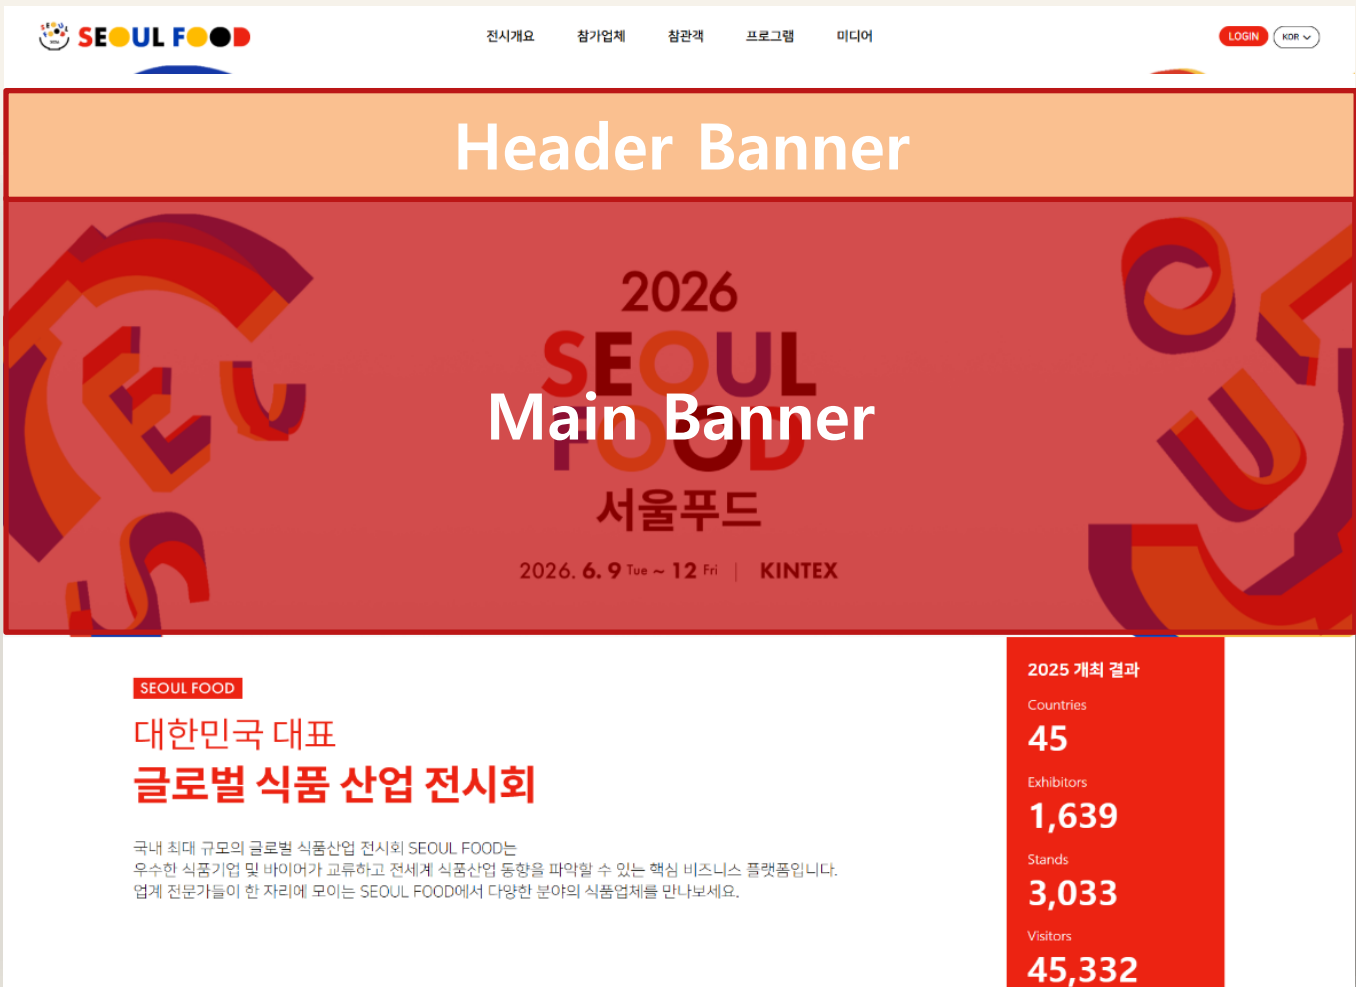 SEOUL FOOD
전시개요 참가업체 참관객 프로그램 미디어
LOGIN KOR
Header Banner
2026
SEOUL
FOOD
Main Banner
서울푸드
2026. 6. 9 Tue ~ 12 Fri | KINTEX
SEOUL FOOD
대한민국 대표
글로벌 식품 산업 전시회
국내 최대 규모의 글로벌 식품산업 전시회 SEOUL FOOD는
우수한 식품기업 및 바이어가 교류하고 전세계 식품산업 동향을 파악할 수 있는 핵심 비즈니스 플랫폼입니다.
업계 전문가들이 한 자리에 모이는 SEOUL FOOD에서 다양한 분야의 식품업체를 만나보세요.
2025 개최 결과
Countries
45
Exhibitors
1,639
Stands
3,033
Visitors
45,332